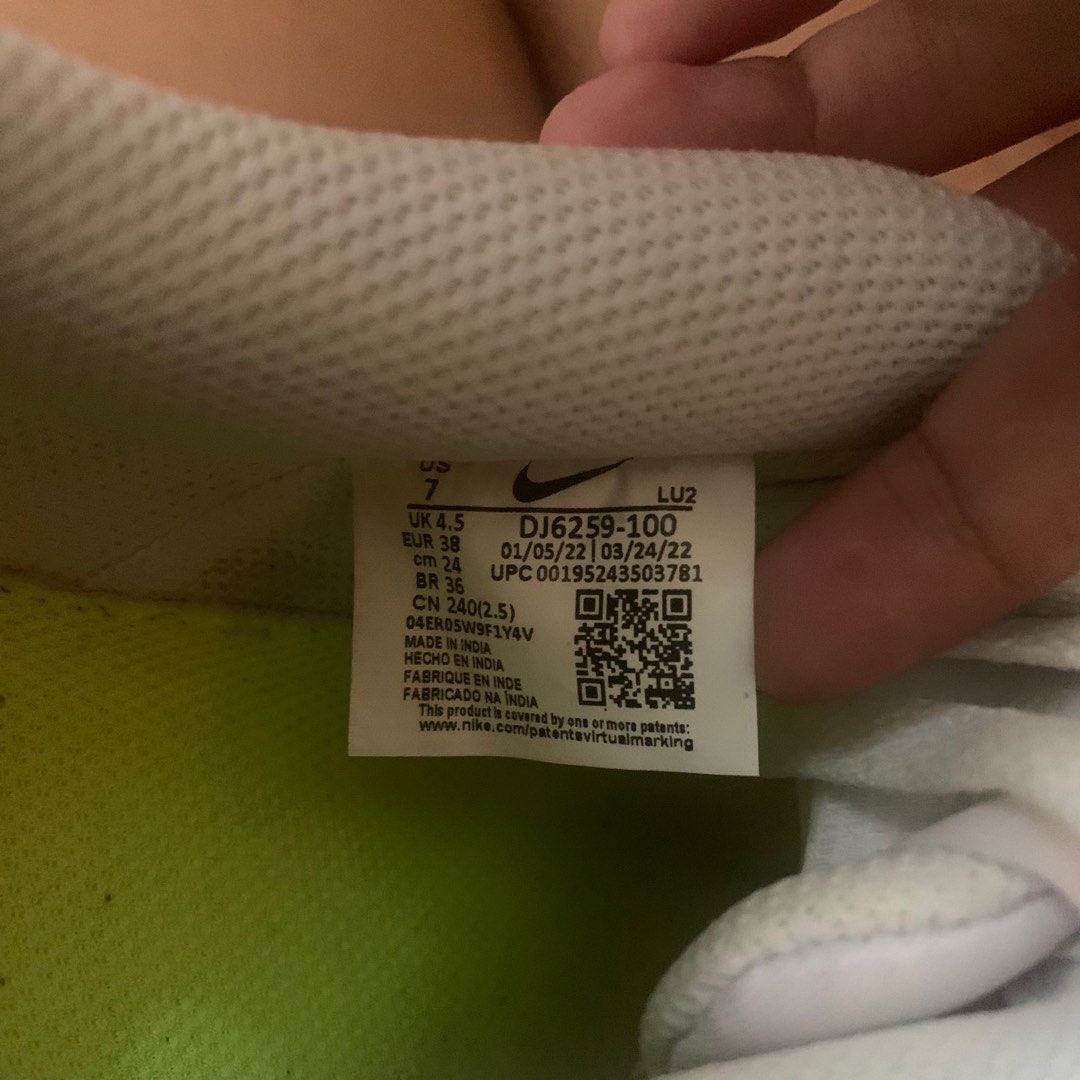 US
7
LU2
UK 4.5
EUR 38
cm 24
BR 36
CN 240(2.5)
DJ6259-100
01/05/22 | 03/24/22
UPC 00195243503781
04ER05W9F1Y4V
MADE IN INDIA
HECHO EN INDIA
FABRIQUE EN INDE
FABRICADO NA ÍNDIA
This product is covered by one or more patents:
www.nike.com/patentsvirtualmarking